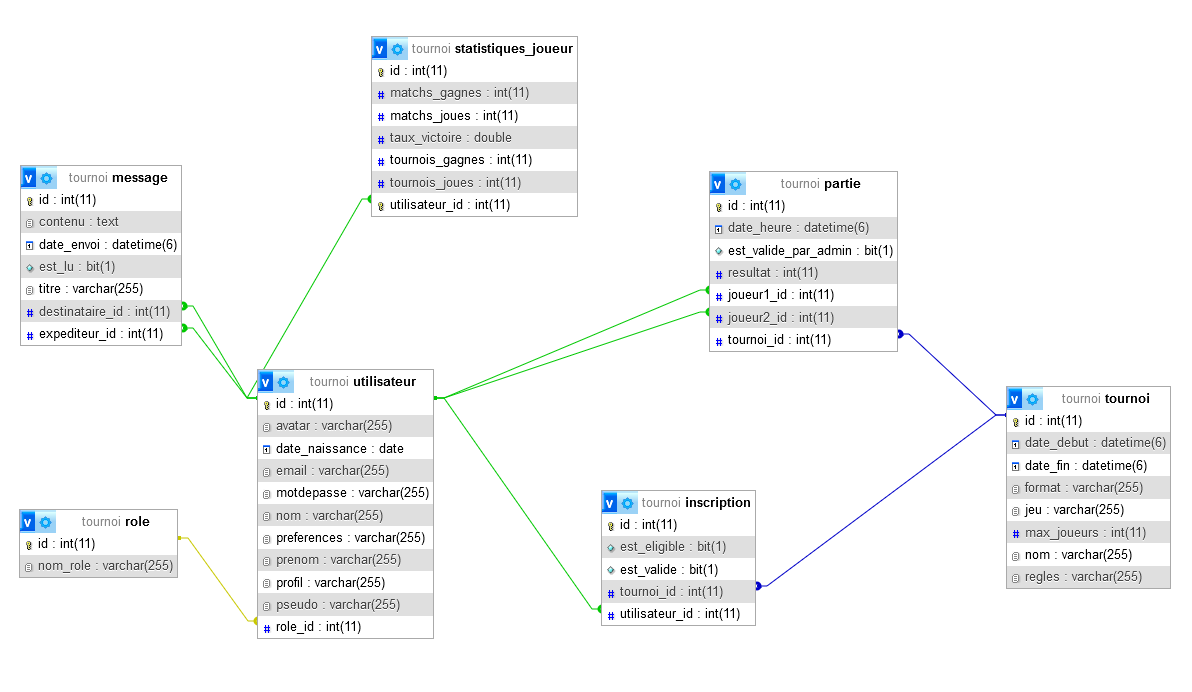 tournoi statistiques_joueur
id : int(11)
matchs_gagnes : int(11)
matchs_joues : int(11)
taux_victoire : double
tournois_gagnes : int(11)
tournois_joues : int(11)
utilisateur_id : int(11)
tournoi message
id : int(11)
contenu : text
date_envoi : datetime(6)
est_lu : bit(1)
titre : varchar(255)
destinataire_id : int(11)
expediteur_id : int(11)
tournoi partie
id : int(11)
date_heure : datetime(6)
est_valide_par_admin : bit(1)
resultat : int(11)
joueur1_id : int(11)
joueur2_id : int(11)
tournoi_id : int(11)
tournoi utilisateur
id : int(11)
avatar : varchar(255)
date_naissance : date
email : varchar(255)
motdepasse : varchar(255)
nom : varchar(255)
preferences : varchar(255)
prenom : varchar(255)
profil : varchar(255)
pseudo : varchar(255)
role_id : int(11)
tournoi tournoi
id : int(11)
date_debut : datetime(6)
date_fin : datetime(6)
format : varchar(255)
jeu : varchar(255)
max_joueurs : int(11)
nom : varchar(255)
regles : varchar(255)
tournoi role
id : int(11)
nom_role : varchar(255)
tournoi inscription
id : int(11)
est_eligible : bit(1)
est_valide : bit(1)
tournoi_id : int(11)
utilisateur_id : int(11)